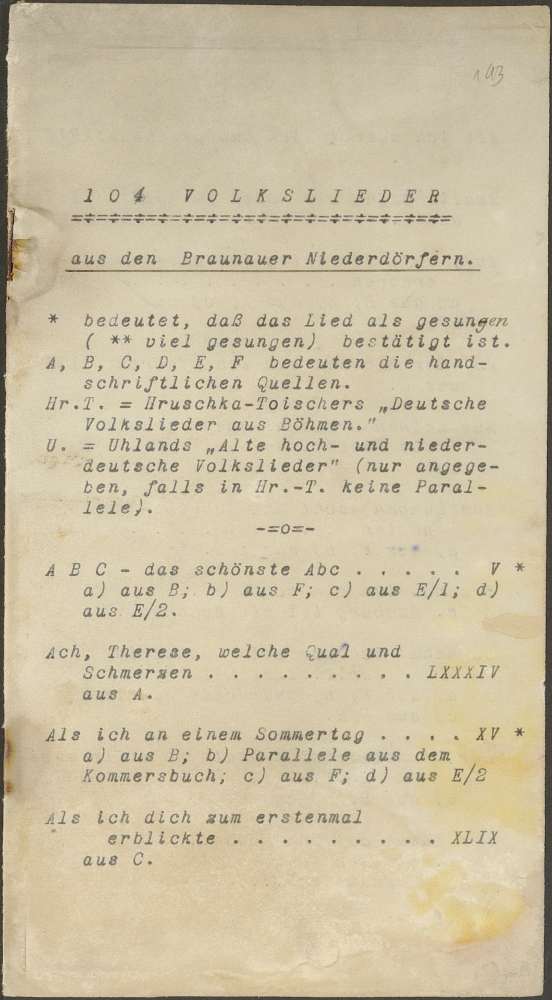 193
104 VOLKSLIEDER
aus den Braunauer Niederdörfern.
* bedeutet, daß das Lied als gesungen
( ** viel gesungen) bestätigt ist.
A, B, C, D, E, F bedeuten die hand-
schriftlichen Quellen.
Hr.T. = Hruschka-Toischers „Deutsche
Volkslieder aus Böhmen."
U. = Uhlands „Alte hoch- und nieder-
deutsche Volkslieder" (nur angege-
ben, falls in Hr.-T. keine Paral-
lele).
-=o=-
A B C - das schönste Abc . . . . . V *
a) aus B; b) aus F; c) aus E/1; d)
aus E/2.
Ach, Therese, welche Qual und
Schmerzen . . . . . . . . . LXXXIV
aus A.
Als ich an einem Sommertag . . . . XV *
a) aus B; b) Parallele aus dem
Kommersbuch; c) aus F; d) aus E/2
Als ich dich zum erstenmal
erblickte . . . . . . . . . XLIX
aus C.